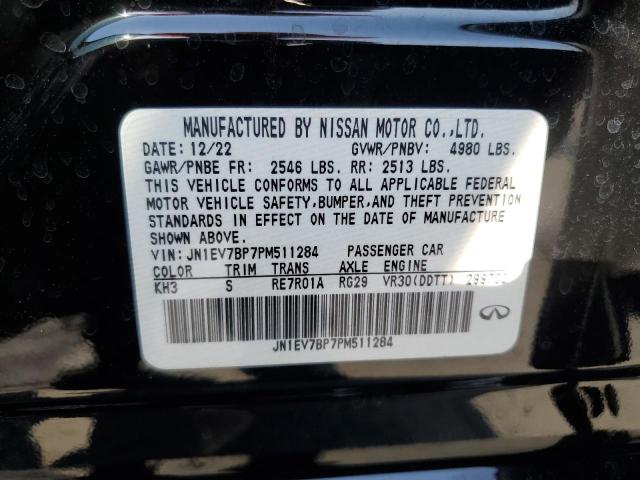 MANUFACTURED BY NISSAN MOTOR CO.,LTD.
DATE: 12/22 GVWR/PNBV: 4980 LBS.
GAWR/PNBE FR: 2546 LBS. RR: 2513 LBS.
THIS VEHICLE CONFORMS TO ALL APPLICABLE FEDERAL
MOTOR VEHICLE SAFETY,BUMPER,AND THEFT PREVENTION
STANDARDS IN EFFECT ON THE DATE OF MANUFACTURE
SHOWN ABOVE.
VIN: JN1EV7BP7PM511284 PASSENGER CAR
COLOR TRIM TRANS AXLE ENGINE
KH3 S RE7R01A RG29 VR30(DDTT)
JN1EV7BP7PM511284